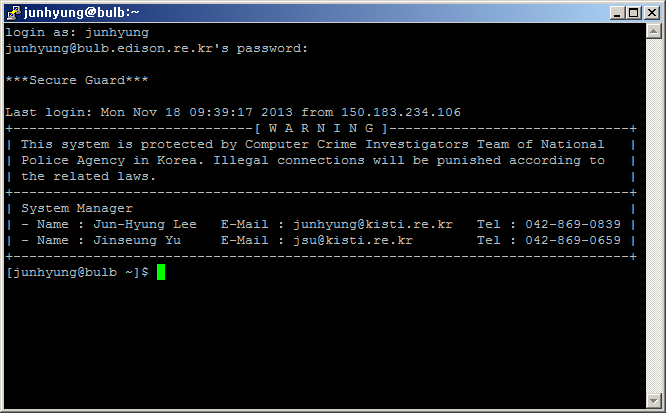 junhyung@bulb:~
login as: junhyung
junhyung@bulb.edison.re.kr's password:

***Secure Guard***

Last login: Mon Nov 18 09:39:17 2013 from 150.183.234.106
+------------------------------[ W A R N I N G ]------------------------------+
| This system is protected by Computer Crime Investigators Team of National   |
| Police Agency in Korea. Illegal connections will be punished according to   |
| the related laws.                                                           |
+-----------------------------------------------------------------------------+
| System Manager                                                              |
| - Name : Jun-Hyung Lee   E-Mail : junhyung@kisti.re.kr   Tel : 042-869-0839 |
| - Name : Jinseung Yu     E-Mail : jsu@kisti.re.kr        Tel : 042-869-0659 |
+-----------------------------------------------------------------------------+
[junhyung@bulb ~]$